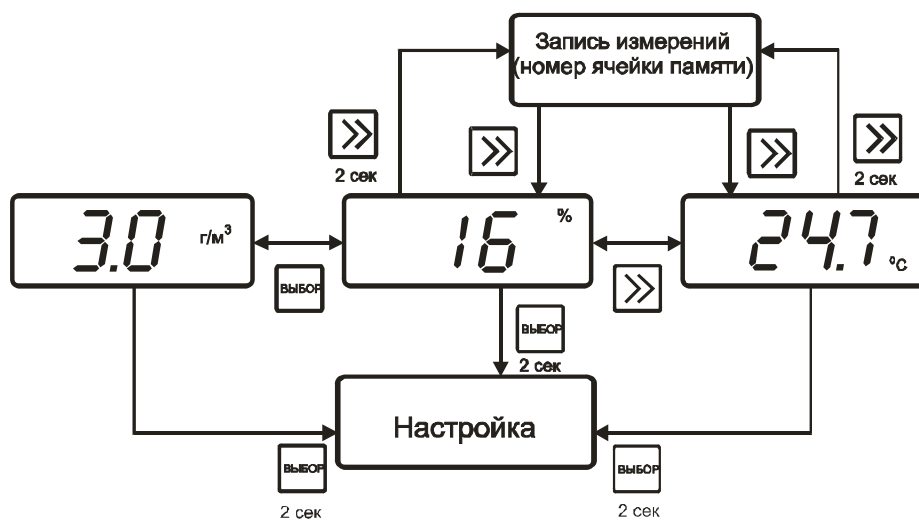 Запись измерений
(номер ячейки памяти)
2 сек
2 сек
3.0 г/м³
16 %
24.7 ºС
ВЫБОР
ВЫБОР
2 сек
Настройка
ВЫБОР
2 сек
ВЫБОР
2 сек